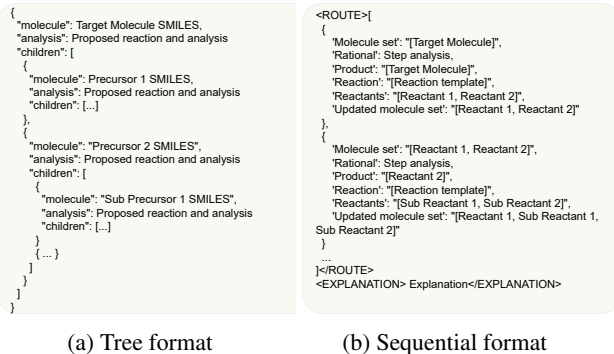 {
"molecule": Target Molecule SMILES,
"analysis": Proposed reaction and analysis
"children": [
{
"molecule": Precursor 1 SMILES,
"analysis": Proposed reaction and analysis
"children": [...]
},
{
"molecule": "Precursor 2 SMILES",
"analysis": Proposed reaction and analysis
"children": [
{
"molecule": "Sub Precursor 1 SMILES",
"analysis": Proposed reaction and analysis
"children": [...]
}
{ ... }
]
}
]
}
(a) Tree format
<ROUTE>[
{
'Molecule set': "[Target Molecule]",
'Rational': Step analysis,
'Product': "[Target Molecule]",
'Reaction': "[Reaction template]",
'Reactants': "[Reactant 1, Reactant 2]",
'Updated molecule set': "[Reactant 1, Reactant 2]"
},
{
'Molecule set': "[Reactant 1, Reactant 2]",
'Rational': Step analysis,
'Product': "[Reactant 2]",
'Reaction': "[Reaction template]",
'Reactants': "[Sub Reactant 1, Sub Reactant 2]",
'Updated molecule set': "[Reactant 1, Sub Reactant 1,
Sub Reactant 2]"
}
...
]</ROUTE>
<EXPLANATION> Explanation</EXPLANATION>
(b) Sequential format